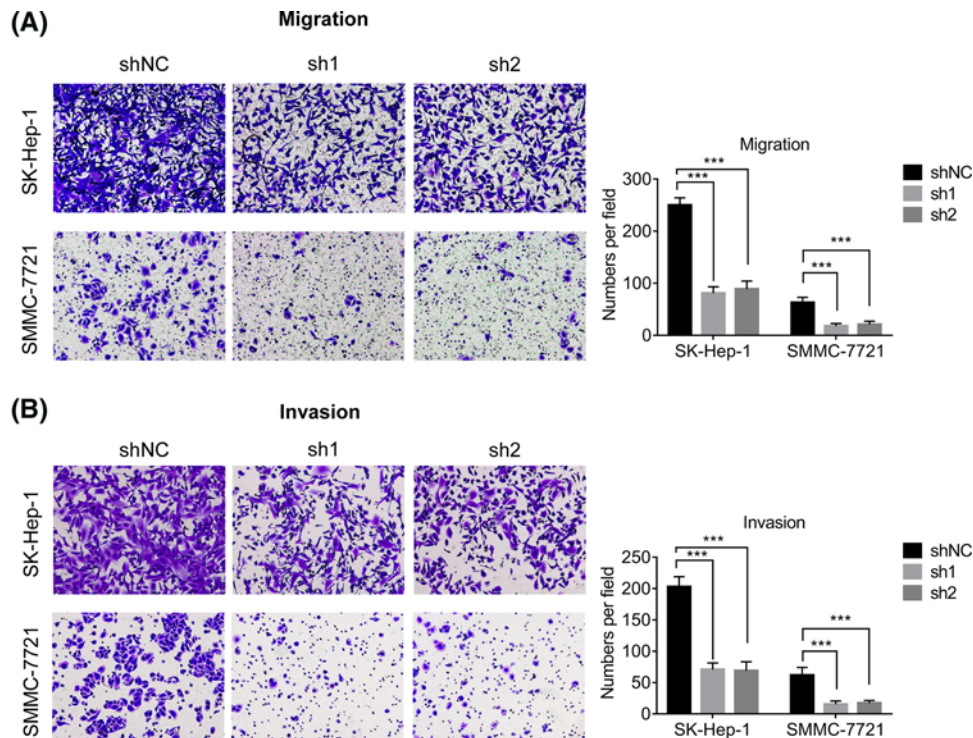 (A)
Migration
shNC sh1 sh2
SK-Hep-1
SMMC-7721
Migration
Numbers per field
300
200
100
0
***
***
***
***
SK-Hep-1 SMMC-7721
shNC
sh1
sh2
(B)
Invasion
shNC sh1 sh2
SK-Hep-1
SMMC-7721
Invasion
Numbers per field
250
200
150
100
50
0
***
***
***
***
SK-Hep-1 SMMC-7721
shNC
sh1
sh2